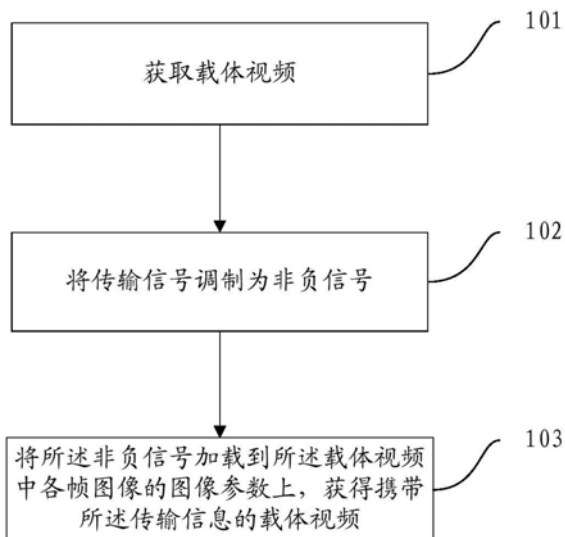 101
获取载体视频
102
将传输信号调制为非负信号
103
将所述非负信号加载到所述载体视频
中各帧图像的图像参数上，获得携带
所述传输信息的载体视频